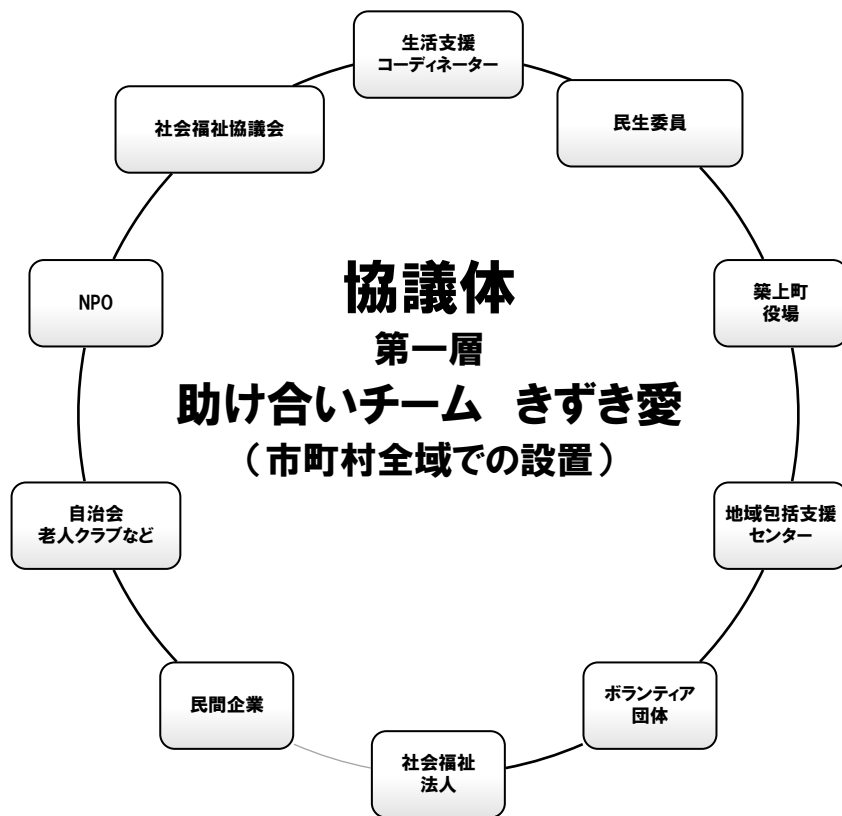 生活支援
コーディネーター
社会福祉協議会
民生委員
協議体
第一層
助け合いチーム きずき愛
（市町村全域での設置）
NPO
築上町
役場
自治会
老人クラブなど
地域包括支援
センター
民間企業
ボランティア
団体
社会福祉
法人